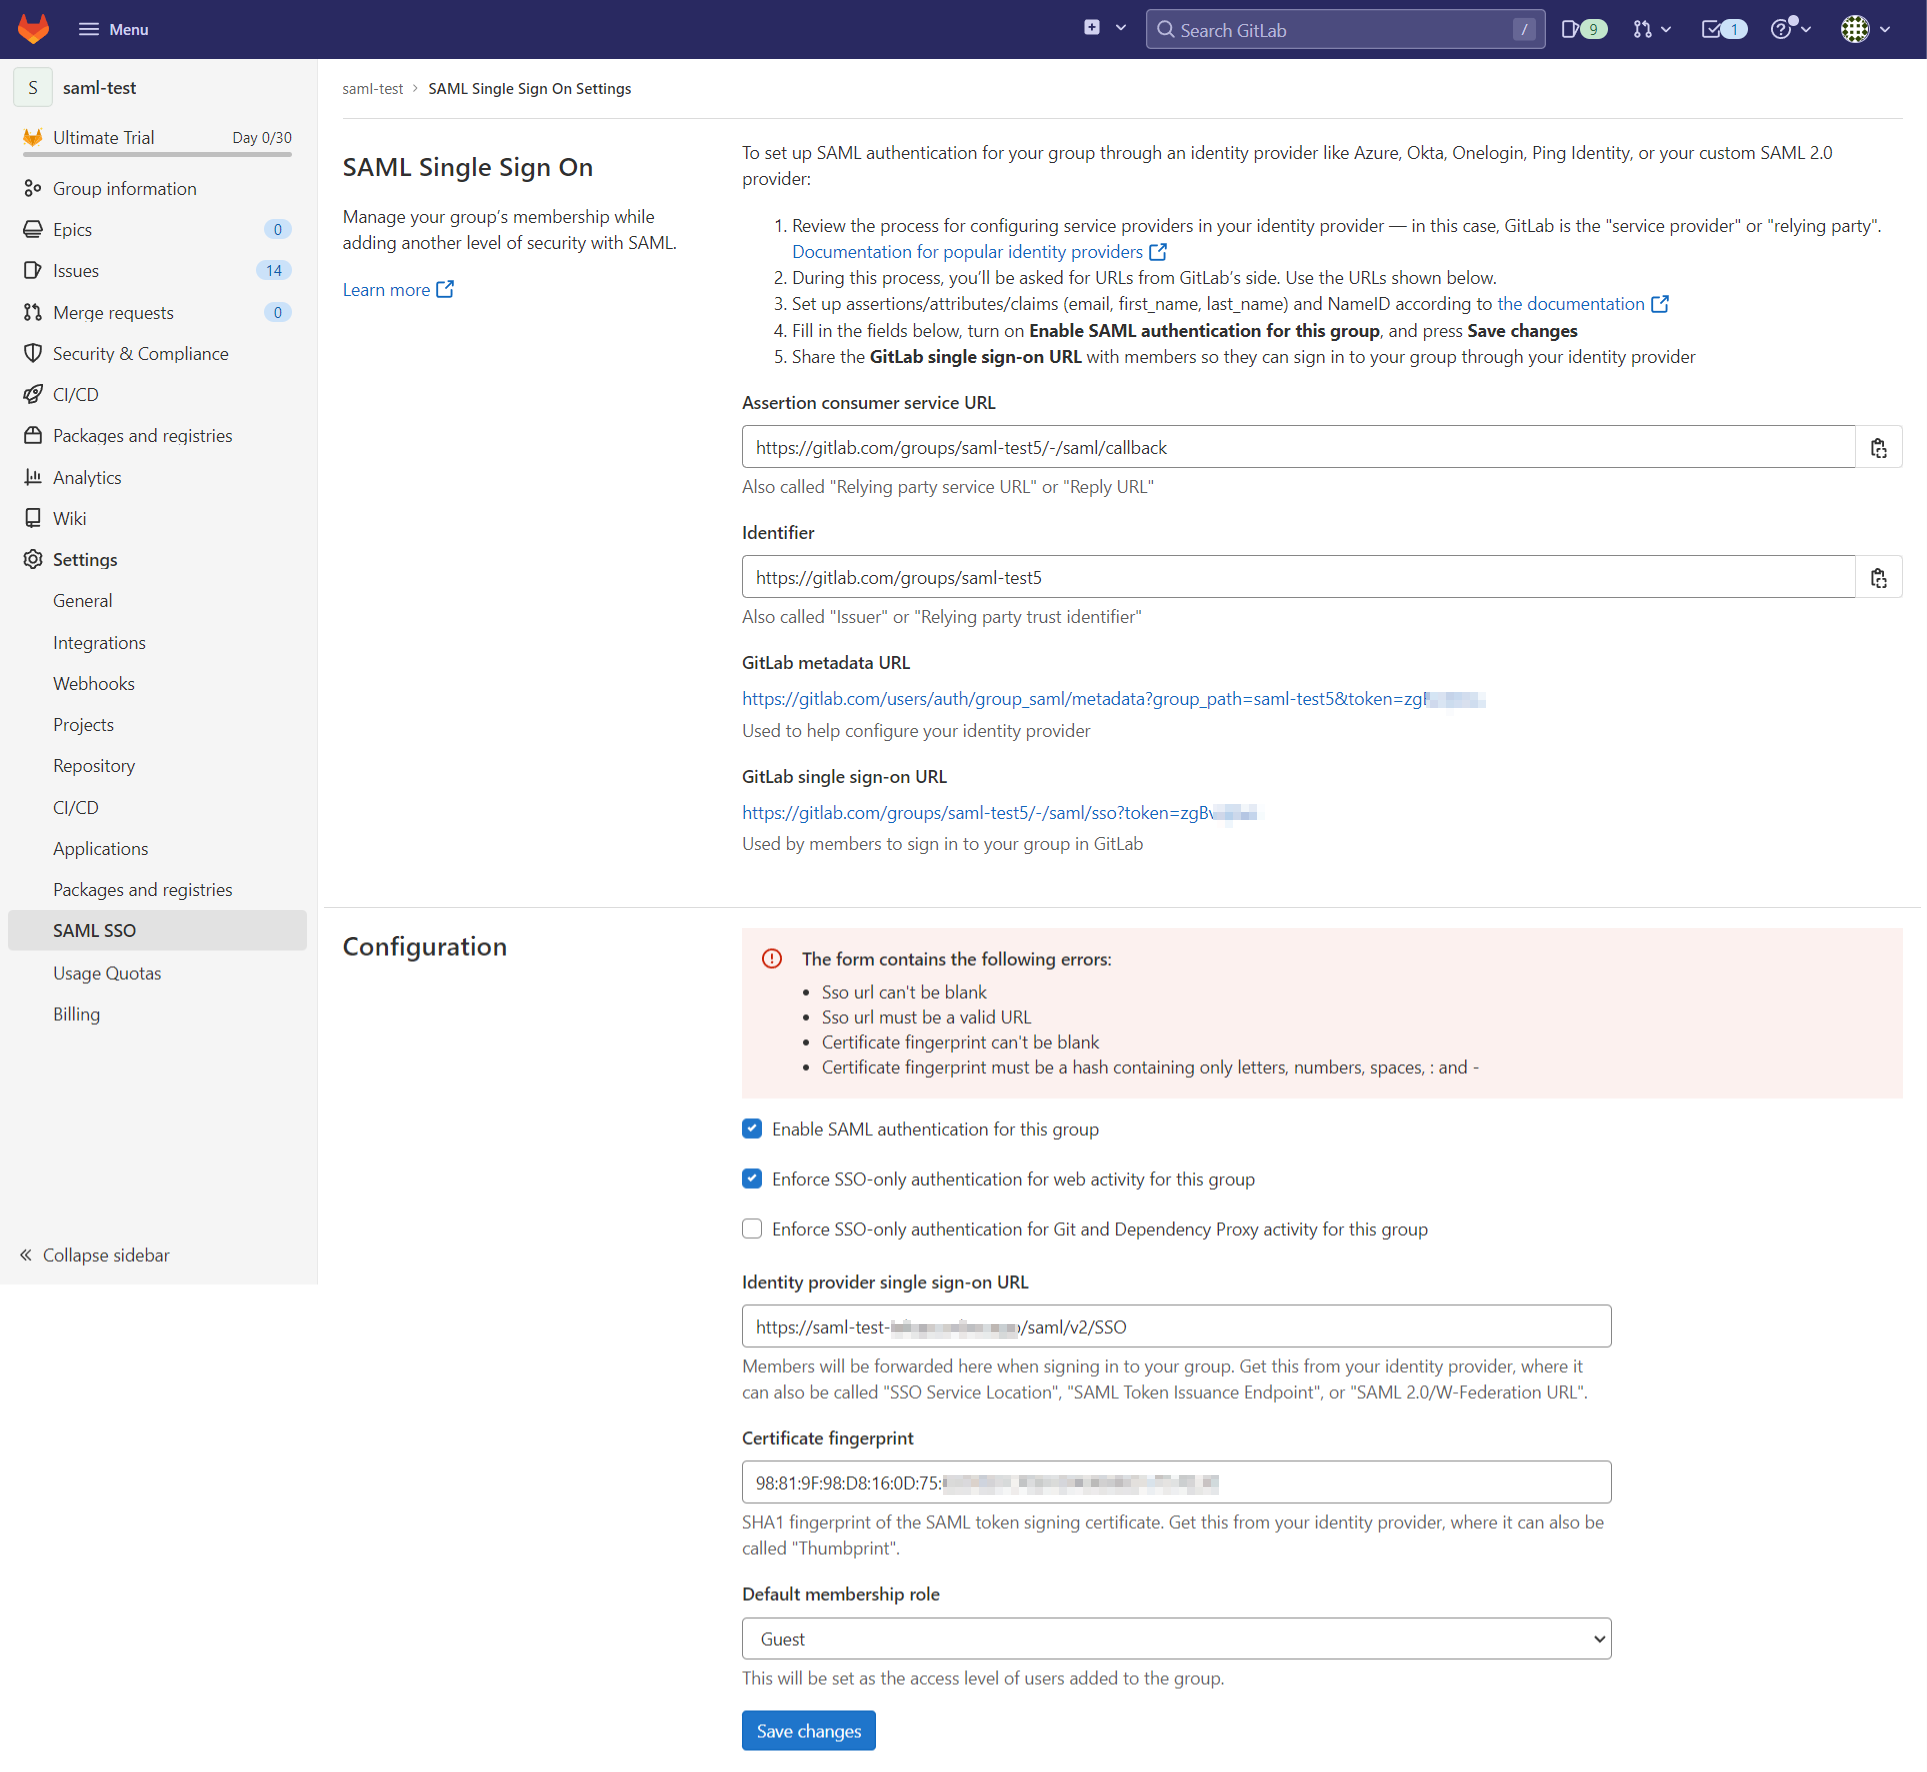 Menu
Search GitLab
/
9
1
S
saml-test
Ultimate Trial
Day 0/30
Group information
Epics
0
Issues
14
Merge requests
0
Security & Compliance
CI/CD
Packages and registries
Analytics
Wiki
Settings
General
Integrations
Webhooks
Projects
Repository
CI/CD
Applications
Packages and registries
SAML SSO
Usage Quotas
Billing
Collapse sidebar
saml-test › SAML Single Sign On Settings
SAML Single Sign On
Manage your group's membership while
adding another level of security with SAML.
Learn more
To set up SAML authentication for your group through an identity provider like Azure, Okta, Onelogin, Ping Identity, or your custom SAML 2.0
provider:
1. Review the process for configuring service providers in your identity provider — in this case, GitLab is the "service provider" or "relying party".
Documentation for popular identity providers
2. During this process, you'll be asked for URLs from GitLab's side. Use the URLs shown below.
3. Set up assertions/attributes/claims (email, first_name, last_name) and NameID according to the documentation
4. Fill in the fields below, turn on Enable SAML authentication for this group, and press Save changes
5. Share the GitLab single sign-on URL with members so they can sign in to your group through your identity provider
Assertion consumer service URL
https://gitlab.com/groups/saml-test5/-/saml/callback
Also called "Relying party service URL" or "Reply URL"
Identifier
https://gitlab.com/groups/saml-test5
Also called "Issuer" or "Relying party trust identifier"
GitLab metadata URL
https://gitlab.com/users/auth/group_saml/metadata?group_path=saml-test5&token=zg
Used to help configure your identity provider
GitLab single sign-on URL
https://gitlab.com/groups/saml-test5/-/saml/sso?token=zgB
Used by members to sign in to your group in GitLab
Configuration
The form contains the following errors:
• Sso url can't be blank
• Sso url must be a valid URL
• Certificate fingerprint can't be blank
• Certificate fingerprint must be a hash containing only letters, numbers, spaces, : and -
Enable SAML authentication for this group
Enforce SSO-only authentication for web activity for this group
Enforce SSO-only authentication for Git and Dependency Proxy activity for this group
Identity provider single sign-on URL
https://saml-test- /saml/v2/SSO
Members will be forwarded here when signing in to your group. Get this from your identity provider, where it
can also be called "SSO Service Location", "SAML Token Issuance Endpoint", or "SAML 2.0/W-Federation URL".
Certificate fingerprint
98:81:9F:98:D8:16:0D:75:
SHA1 fingerprint of the SAML token signing certificate. Get this from your identity provider, where it can also be
called "Thumbprint".
Default membership role
Guest
This will be set as the access level of users added to the group.
Save changes